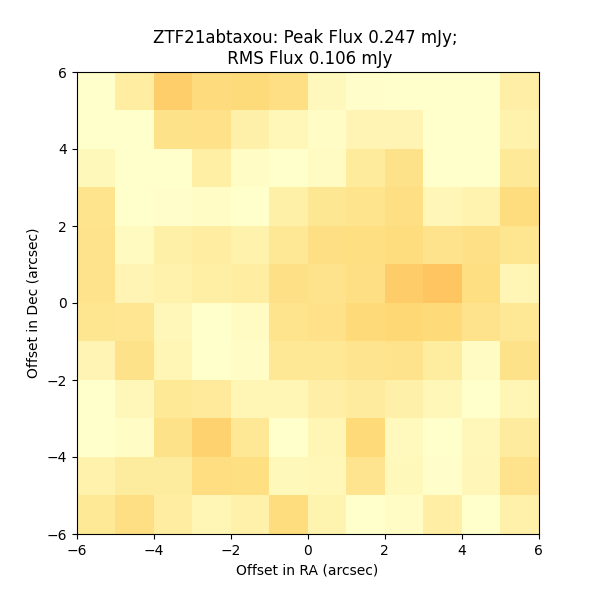 ZTF21abtaxou: Peak Flux 0.247 mJy;
RMS Flux 0.106 mJy
6
4
2
0
−2
−4
−6
Offset in Dec (arcsec)
−6 −4 −2 0 2 4 6
Offset in RA (arcsec)